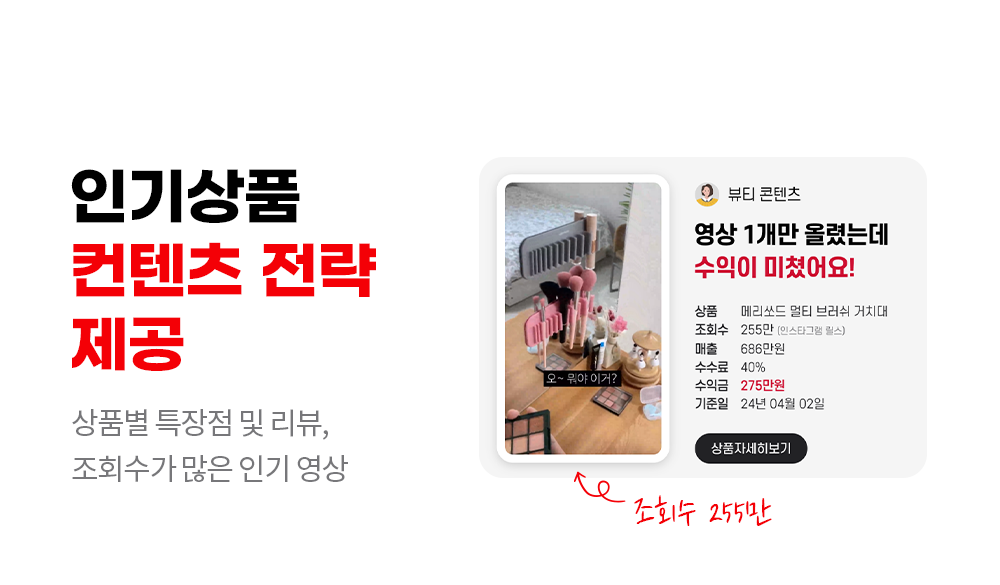 인기상품
컨텐츠 전략
제공
상품별 특장점 및 리뷰,
조회수가 많은 인기 영상
오~ 뭐야 이거?
뷰티 콘텐츠
영상 1개만 올렸는데
수익이 미쳤어요!
상품 메리쏘드 멀티 브러쉬 거치대
조회수 255만 (인스타그램 릴스)
매출 686만원
수수료 40%
수익금 275만원
기준일 24년 04월 02일
상품자세히보기
조회수 255만